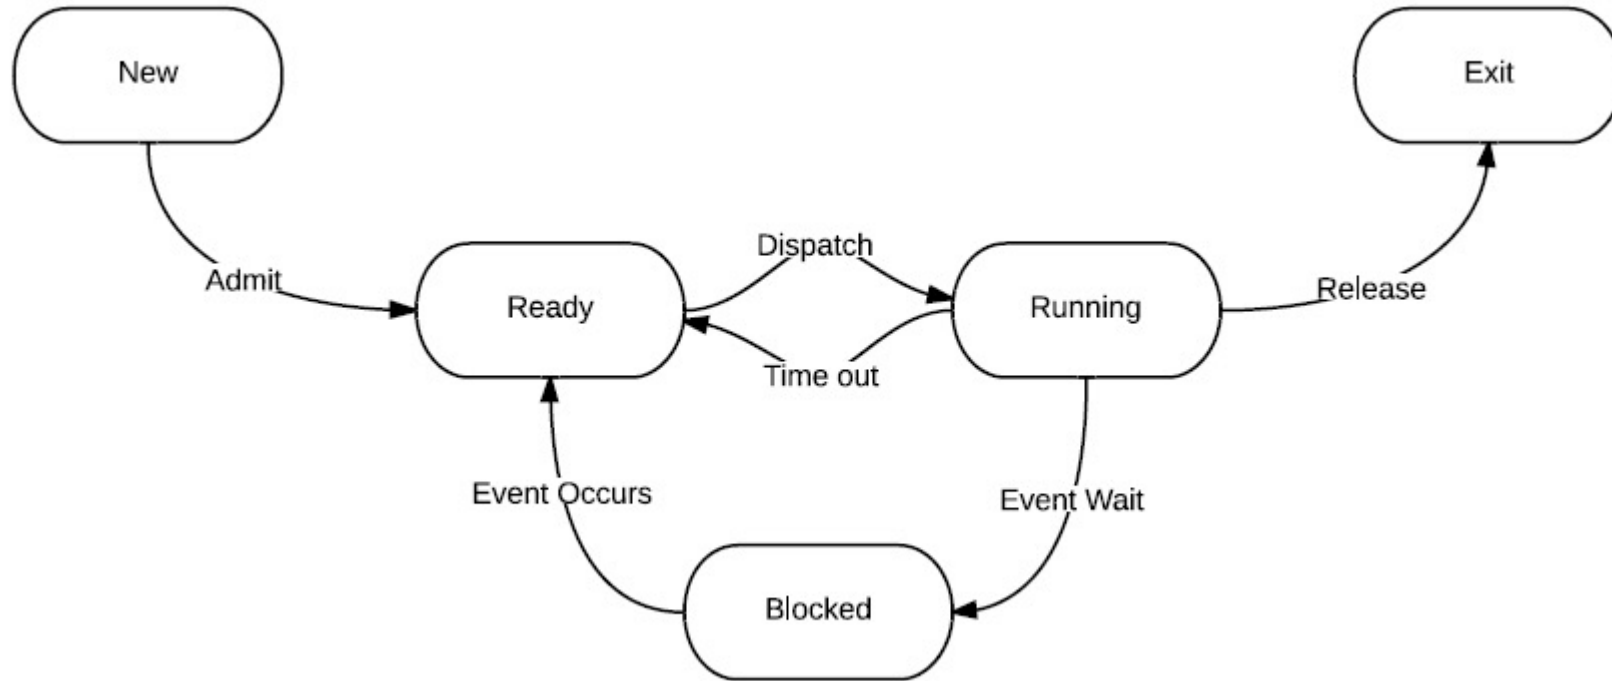 New
Exit
Admit
Dispatch
Ready
Running
Release
Time out
Event Occurs
Event Wait
Blocked